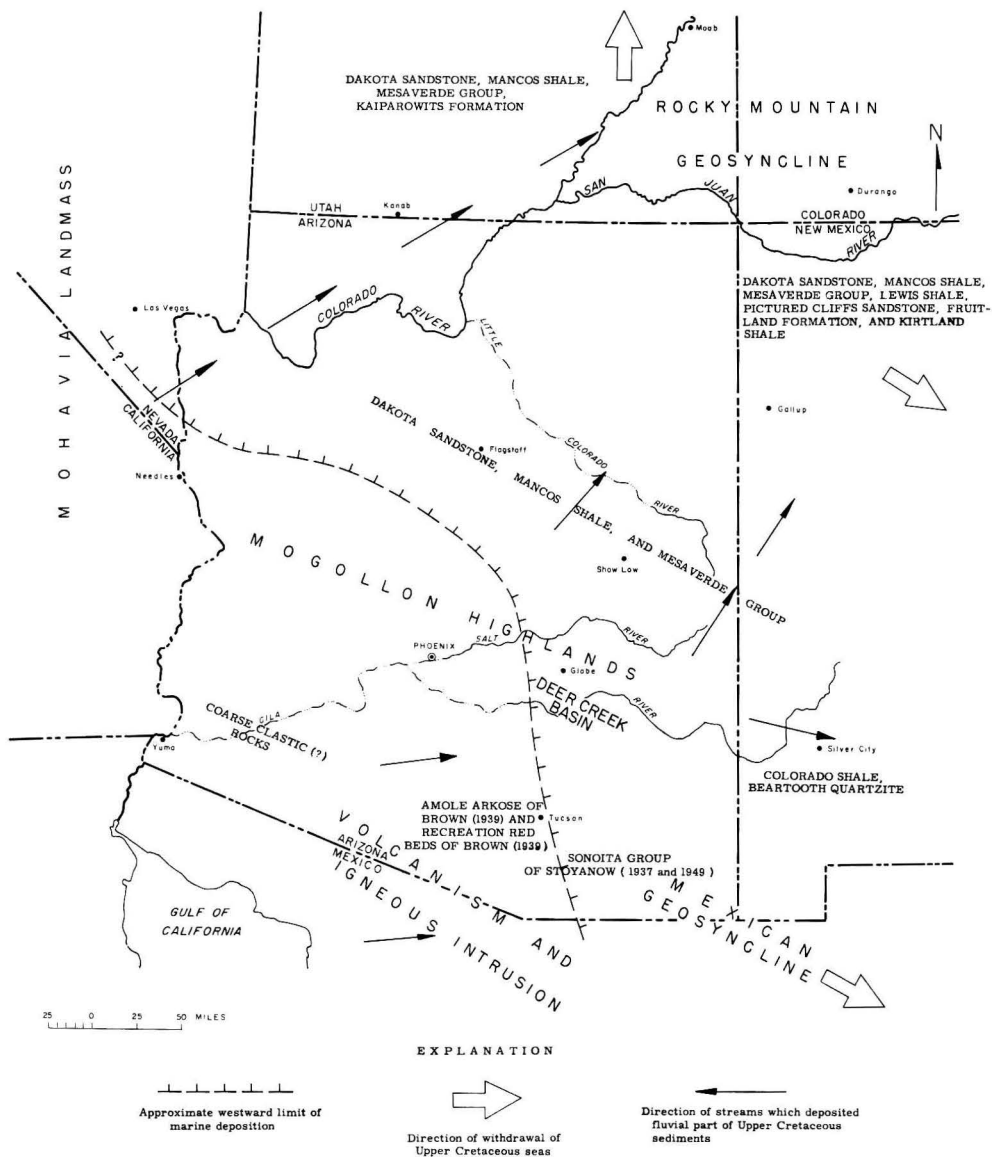 Moab
DAKOTA SANDSTONE, MANCOS SHALE,
MESAVERDE GROUP,
KAIPAROWITS FORMATION
ROCKY MOUNTAIN
GEOSYNCLINE
N
SAN JUAN RIVER
Durango
Kanab
UTAH
ARIZONA
COLORADO
NEW MEXICO
MOHAVIA LANDMASS
Las Vegas
COLORADO RIVER
DAKOTA SANDSTONE, MANCOS SHALE,
MESAVERDE GROUP, LEWIS SHALE,
PICTURED CLIFFS SANDSTONE, FRUIT-
LAND FORMATION, AND KIRTLAND
SHALE
LITTLE COLORADO RIVER
?
NEVADA
CALIFORNIA
Needles
Gallup
Flagstaff
DAKOTA SANDSTONE, MANCOS SHALE, AND MESAVERDE GROUP
Show Low
MOGOLLON HIGHLANDS
PHOENIX
SALT RIVER
Globe
DEER CREEK
BASIN
GILA RIVER
COARSE CLASTIC (?)
ROCKS
Yuma
Silver City
COLORADO SHALE,
BEARTOOTH QUARTZITE
AMOLE ARKOSE OF
BROWN (1939) AND
RECREATION RED
BEDS OF BROWN (1939)
Tucson
SONOITA GROUP
OF STOYANOW (1937 and 1949)
ARIZONA
MEXICO
VOLCANISM AND
IGNEOUS INTRUSION
MEXICAN
GEOSYNCLINE
GULF OF
CALIFORNIA
25 0 50 MILES
EXPLANATION
Approximate westward limit of
marine deposition
Direction of withdrawal of
Upper Cretaceous seas
Direction of streams which deposited
fluvial part of Upper Cretaceous
sediments